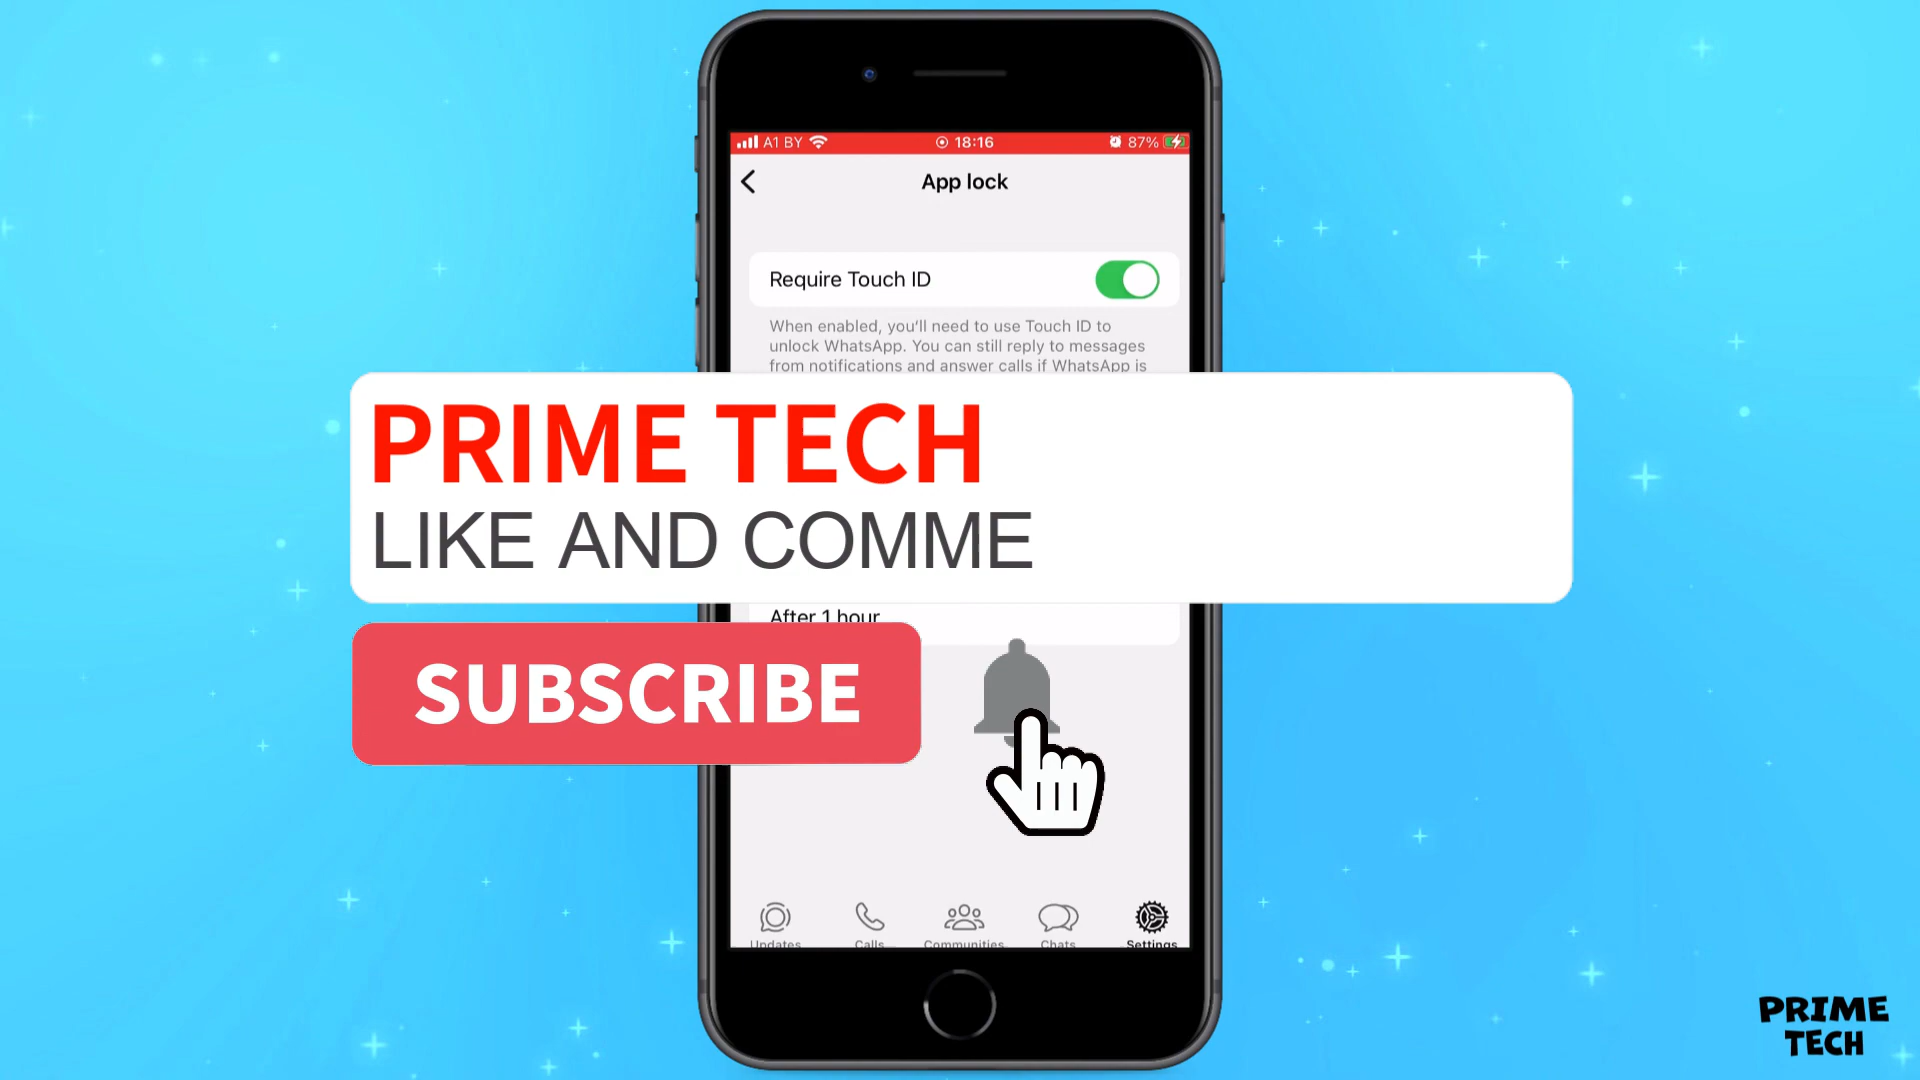 A1 BY
18:16
87%
App lock
Require Touch ID
When enabled, you'll need to use Touch ID to
unlock WhatsApp. You can still reply to messages
from notifications and answer calls if WhatsApp is
PRIME TECH
LIKE AND COMME
After 1 hour
SUBSCRIBE
Updates
Calls
Communities
Chats
Settings
PRIME
TECH